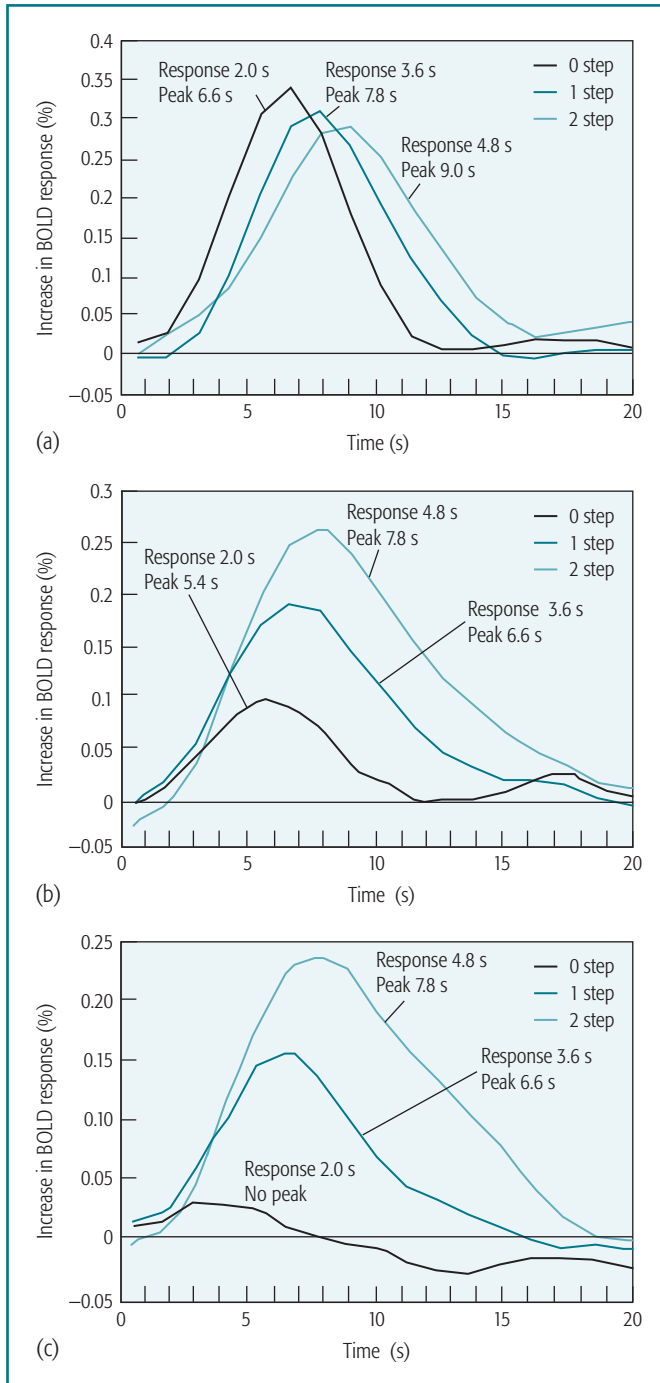 Increase in BOLD response (%)
0.4
0.35
0.3
0.25
0.2
0.15
0.1
0.05
0
−0.05
Response 2.0 s
Peak 6.6 s
Response 3.6 s
Peak 7.8 s
Response 4.8 s
Peak 9.0 s
0 step
1 step
2 step
0
5
10
15
20
Time (s)
(a)
Increase in BOLD response (%)
0.3
0.25
0.2
0.15
0.1
0.05
0
−0.05
Response 2.0 s
Peak 5.4 s
Response 4.8 s
Peak 7.8 s
Response 3.6 s
Peak 6.6 s
0 step
1 step
2 step
0
5
10
15
20
Time (s)
(b)
Increase in BOLD response (%)
0.25
0.20
0.15
0.10
0.05
0
−0.05
Response 4.8 s
Peak 7.8 s
Response 3.6 s
Peak 6.6 s
Response 2.0 s
No peak
0 step
1 step
2 step
0
5
10
15
20
Time (s)
(c)